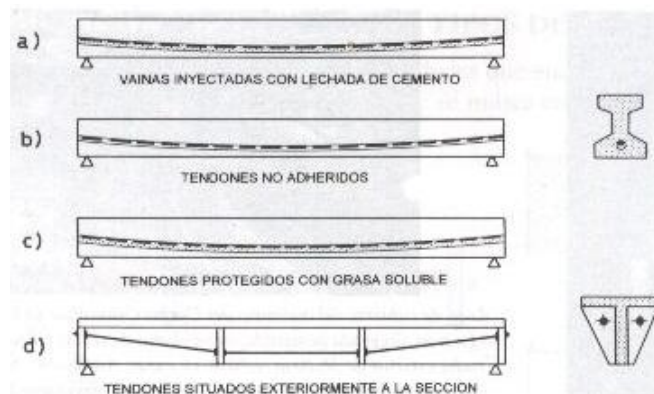 a)
VAINAS INYECTADAS CON LECHADA DE CEMENTO
b)
TENDONES NO ADHERIDOS
c)
TENDONES PROTEGIDOS CON GRASA SOLUBLE
d)
TENDONES SITUADOS EXTERIORMENTE A LA SECCION